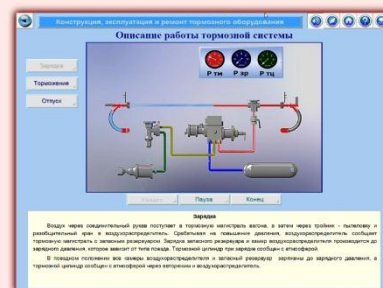 Конструкция, эксплуатация и ремонт тормозного оборудования
Описание работы тормозной системы
Зарядка
Торможение
Отпуск
Р тм Р зр Р тц
Начало Пауза Конец
Зарядка
Воздух через соединительный рукав поступает в тормозную магистраль вагона, а затем через тройник - пылеловку и
разобщительный кран в воздухораспределитель. Срабатывая на повышение давления, воздухораспределитель сообщает
тормозную магистраль с запасным резервуаром. Зарядка запасного резервуара и камер воздухораспределителя производится до
зарядного давления, которое зависит от типа поезда. Тормозной цилиндр при зарядке сообщен с атмосферой.
В поездном положении все камеры воздухораспределителя и запасный резервуар заряжены до зарядного давления, а
тормозной цилиндр сообщен с атмосферой через авторежим и воздухораспределитель.